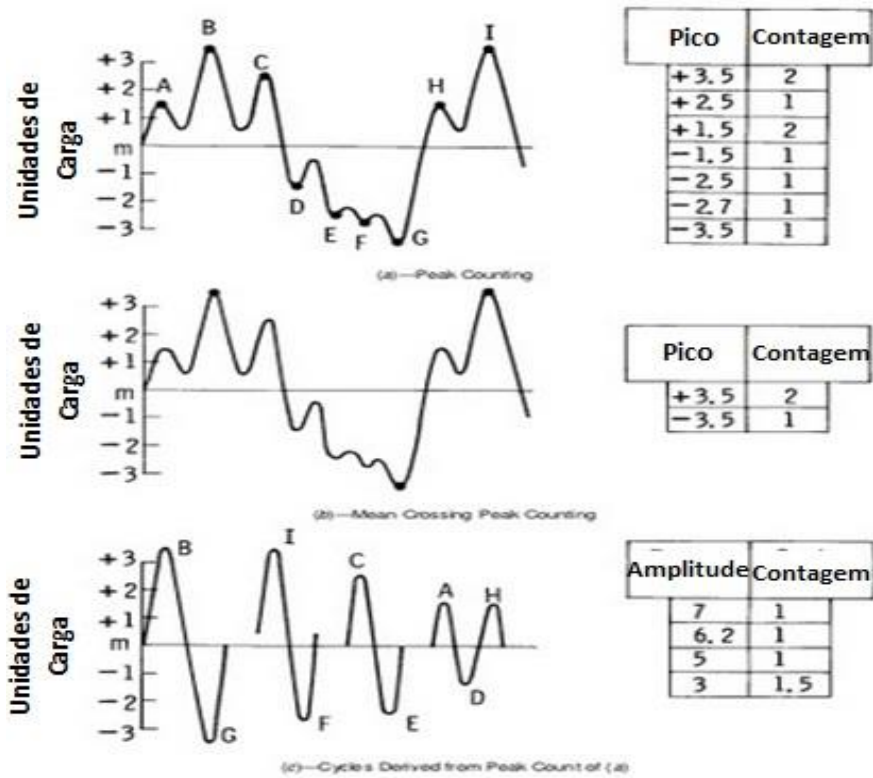 Unidades de
Carga
+3
+2
+1
m
−1
−2
−3
A
B
C
D
E
F
G
H
I
Pico Contagem
+3.5 2
+2.5 1
+1.5 2
−1.5 1
−2.5 1
−2.7 1
−3.5 1
(a)—Peak Counting
Unidades de
Carga
+3
+2
+1
m
−1
−2
−3
Pico Contagem
+3.5 2
−3.5 1
(b)—Mean Crossing Peak Counting
Unidades de
Carga
+3
+2
+1
m
−1
−2
−3
B
G
I
F
C
E
A
D
H
Amplitude Contagem
7 1
6.2 1
5 1
3 1.5
(c)—Cycles Derived from Peak Count of (a)